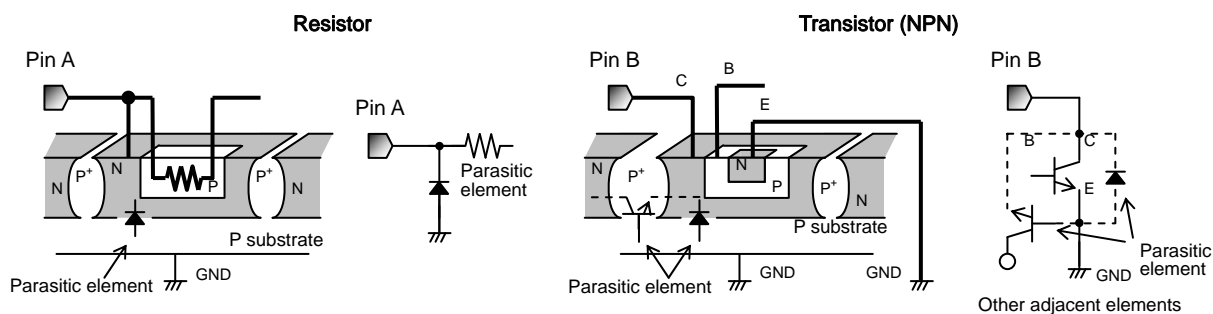 Resistor
Transistor (NPN)
Pin A
Pin B
Pin B
C
B
E
Pin A
B
C
N
P+
N
P
P+
N
Parasitic
element
N
P+
N
P
P+
N
E
P substrate
P substrate
Parasitic
element
Parasitic element
GND
Parasitic element
GND
GND
GND
Other adjacent elements